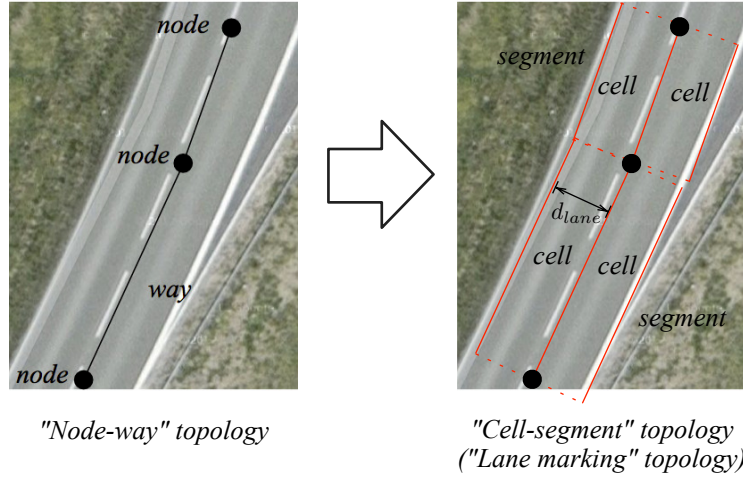 node
node
way
node
"Node-way" topology
segment
cell
cell
d_lane
cell
cell
segment
"Cell-segment" topology
("Lane marking" topology)